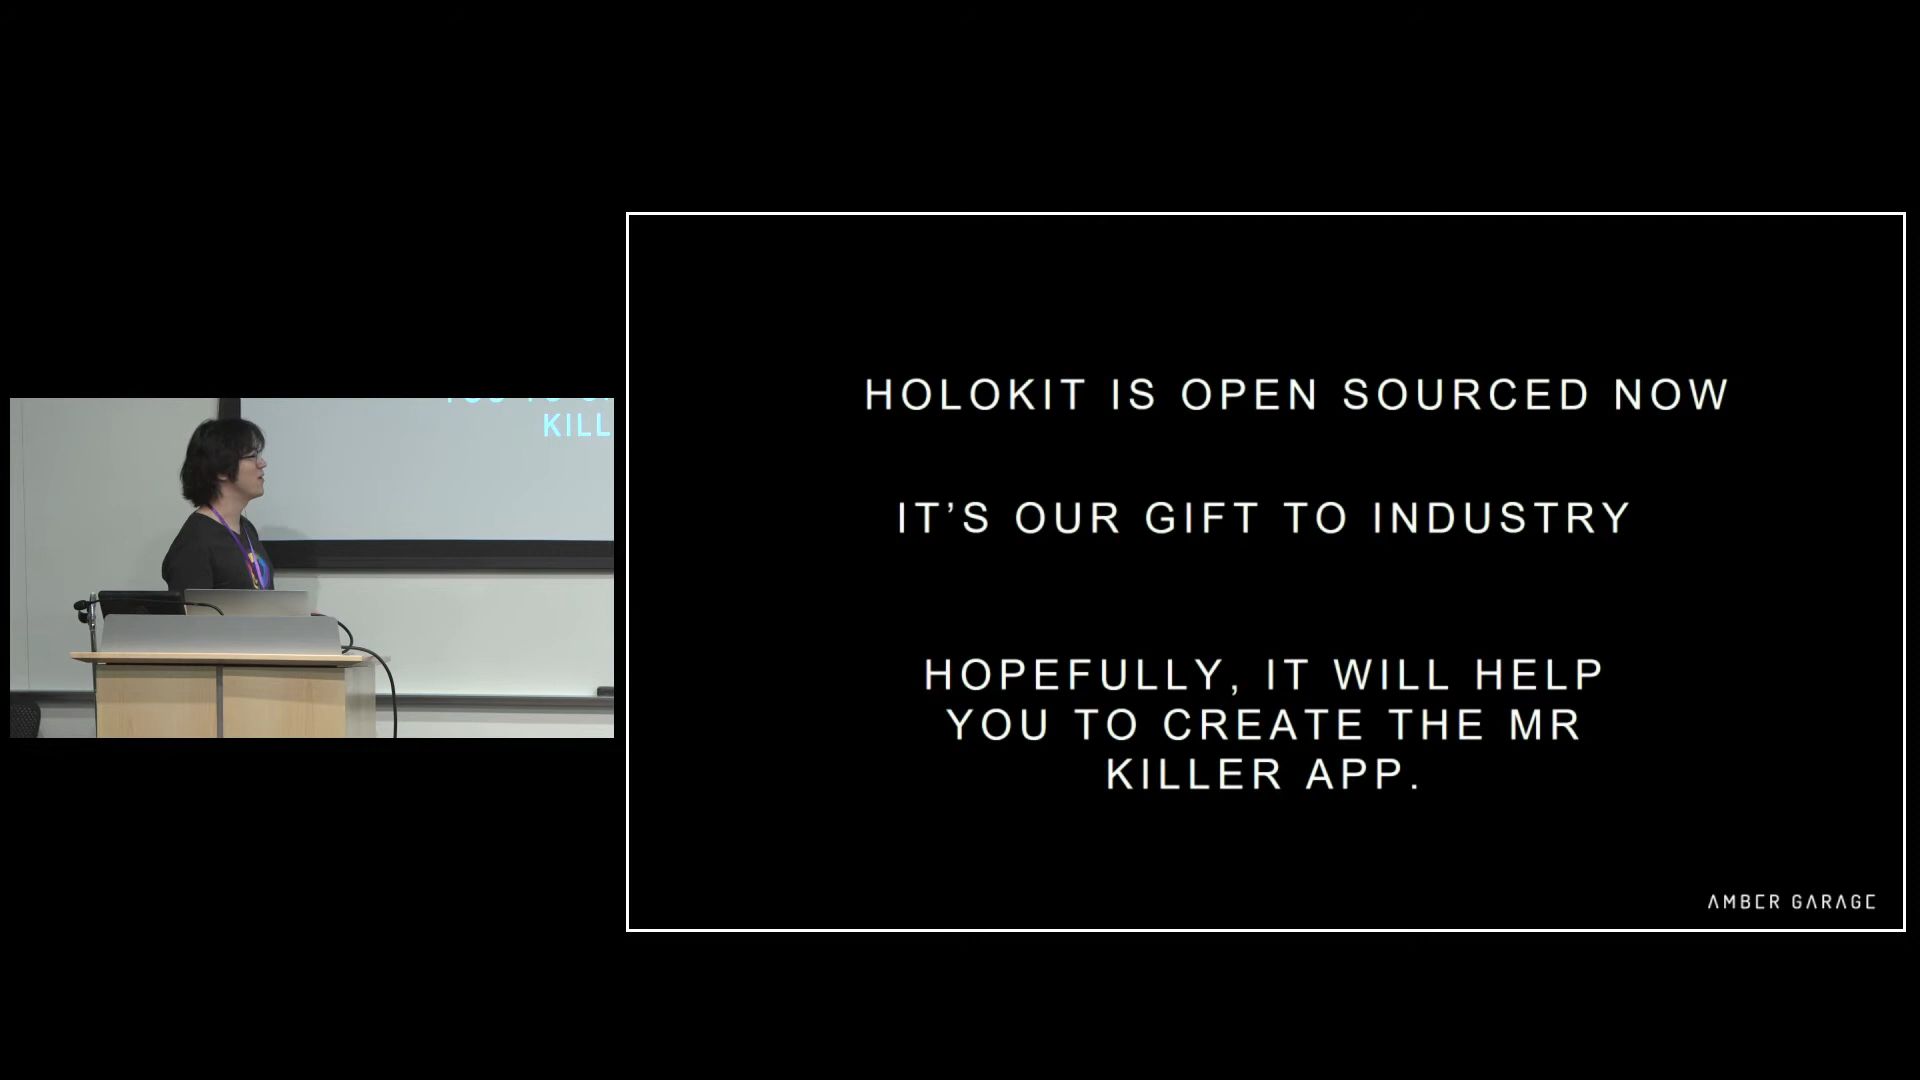 HOLOKIT IS OPEN SOURCED NOW
IT’S OUR GIFT TO INDUSTRY
HOPEFULLY, IT WILL HELP
YOU TO CREATE THE MR
KILLER APP.
AMBER GARAGE
KILL